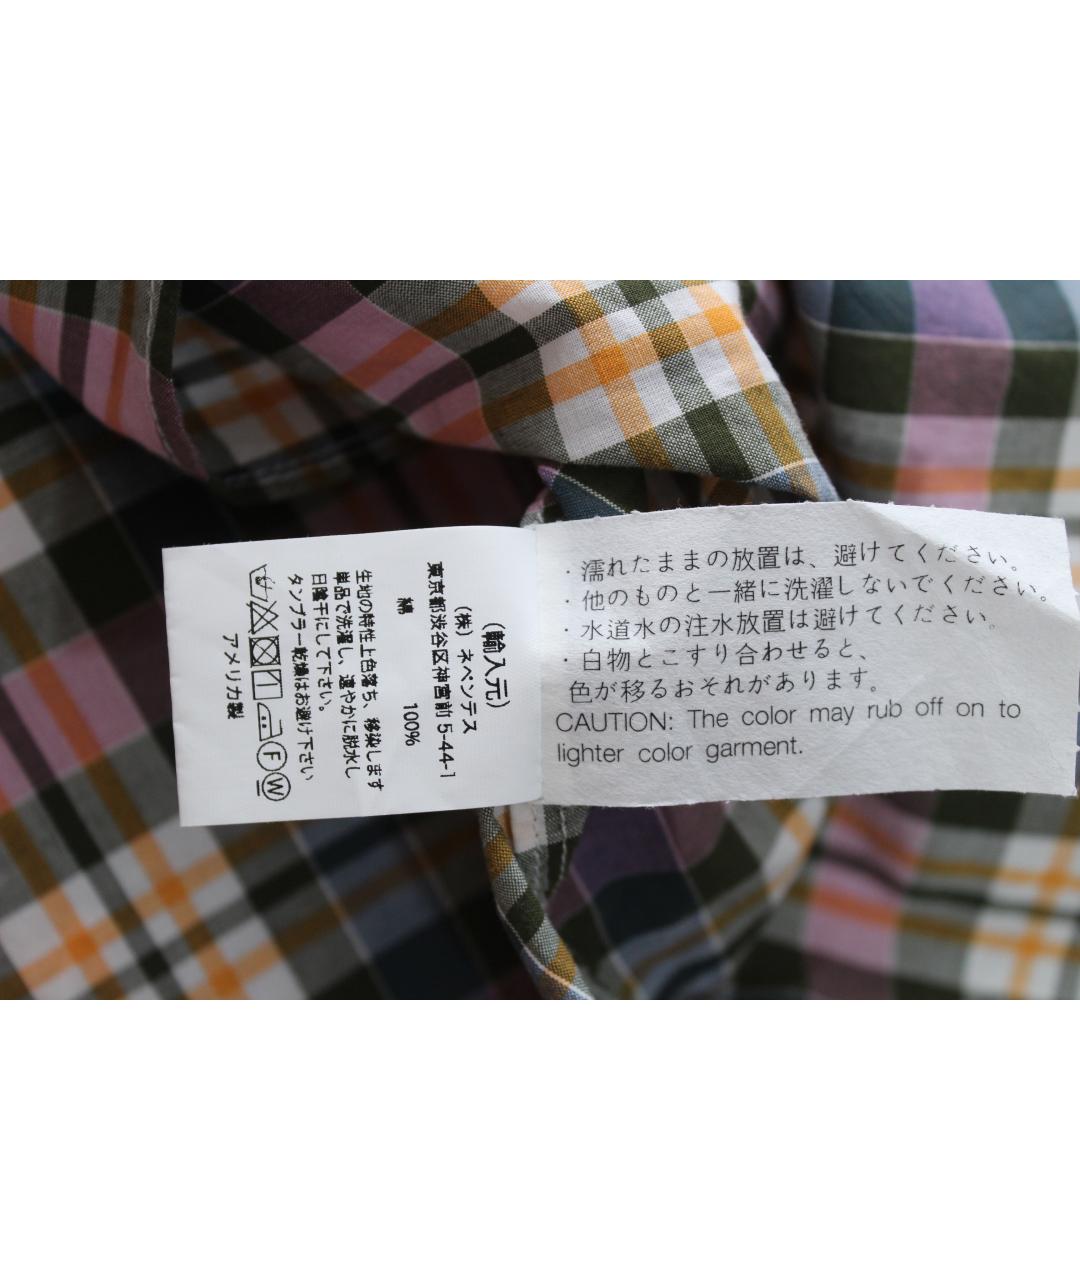 (輸入元)
(株) ネペンテス
東京都渋谷区神宮前 5-44-1
綿 100%
生地の特性上色落ち、移染します
単品で洗濯し、速やかに脱水し
日陰干にして下さい。
タンブラー乾燥はお避け下さい
F W
アメリカ製
・濡れたままの放置は、避けてください。
・他のものと一緒に洗濯しないでください。
・水道水の注水放置は避けてください。
・白物とこすり合わせると、
色が移るおそれがあります。
CAUTION: The color may rub off on to
lighter color garment.